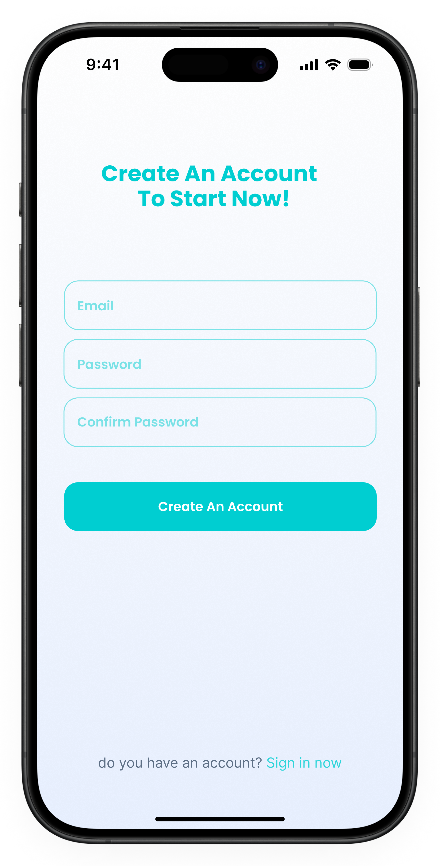 9:41
Create An Account
To Start Now!
Email
Password
Confirm Password
Create An Account
do you have an account? Sign in now